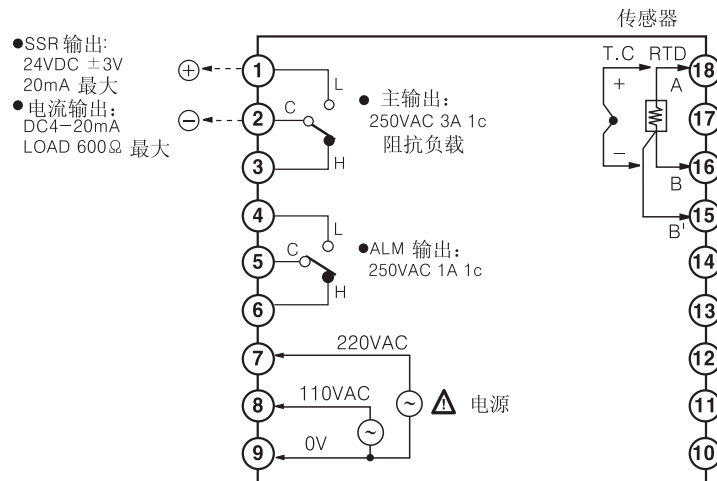 传感器
●SSR 输出:
24VDC ±3V
20mA 最大
● 电流输出:
DC4-20mA
LOAD 600Ω 最大
+
−
1
2
3
4
5
6
7
8
9
L
C
H
● 主输出:
250VAC 3A 1c
阻抗负载
L
C
H
●ALM 输出:
250VAC 1A 1c
220VAC
110VAC
0V
~
~
! 电源
T.C RTD
+
−
A
B
B'
18
17
16
15
14
13
12
11
10